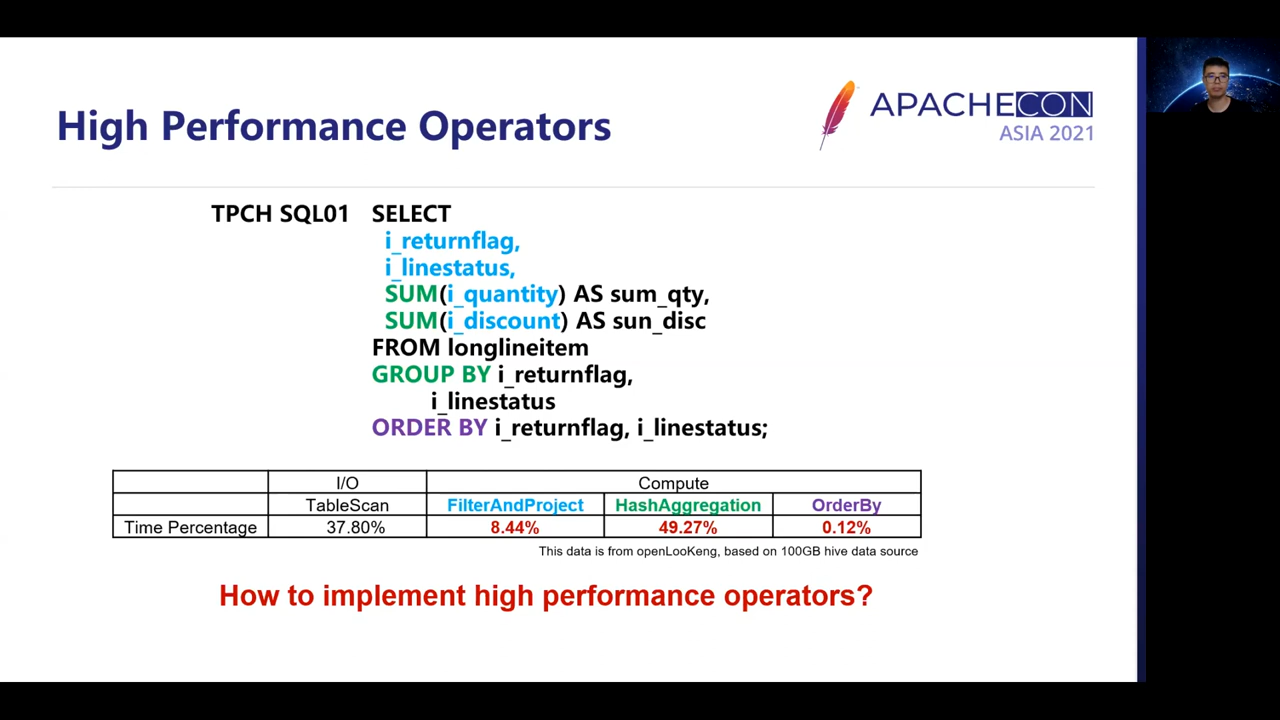 High Performance Operators
APACHECON
ASIA 2021
TPCH SQL01 SELECT
i_returnflag,
i_linestatus,
SUM(i_quantity) AS sum_qty,
SUM(i_discount) AS sun_disc
FROM longlineitem
GROUP BY i_returnflag,
i_linestatus
ORDER BY i_returnflag, i_linestatus;
I/O Compute
TableScan FilterAndProject HashAggregation OrderBy
Time Percentage 37.80% 8.44% 49.27% 0.12%
This data is from openLooKeng, based on 100GB hive data source
How to implement high performance operators?